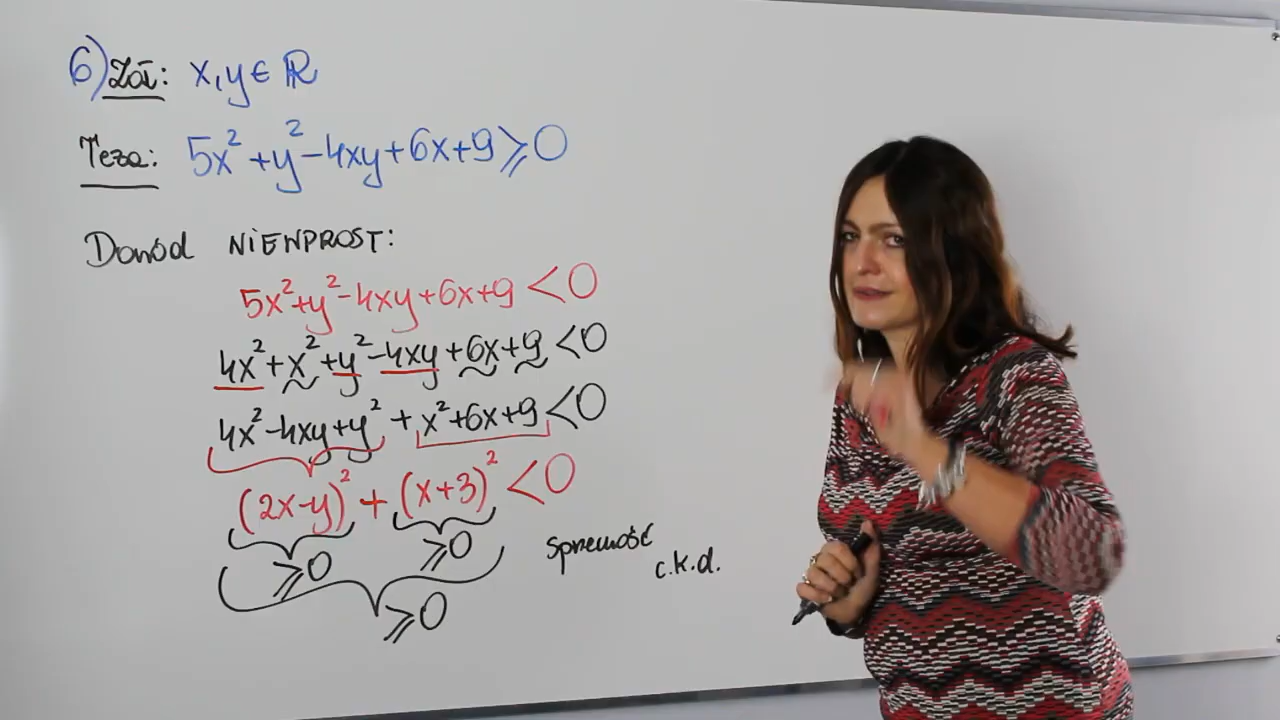 6) Zał: x,y ∈ ℝ
Teza: 5x² + y² - 4xy + 6x + 9 ⩾ 0
Dowód NIEWPROST:
5x² + y² - 4xy + 6x + 9 < 0
4x² + x² + y² - 4xy + 6x + 9 < 0
4x² - 4xy + y² + x² + 6x + 9 < 0
(2x - y)² + (x + 3)² < 0
⩾0 ⩾0
⩾0
sprzeczność
c.k.d.